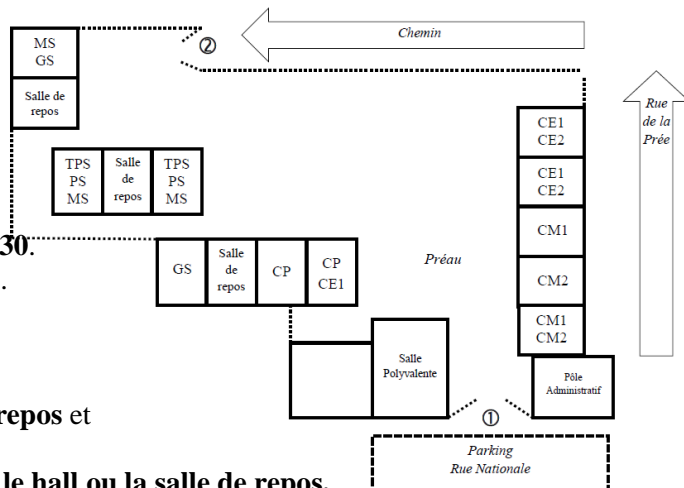 MS
GS
Salle de
repos
②
Chemin
Rue
de la
Prée
CE1
CE2
CE1
CE2
CM1
CM2
CM1
CM2
TPS
PS
MS
Salle
de
repos
TPS
PS
MS
30.
.
GS
Salle
de
repos
CP
CP
CE1
Préau
Salle
Polyvalente
Pôle
Administratif
①
repos et
Parking
Rue Nationale
le hall ou la salle de repos.